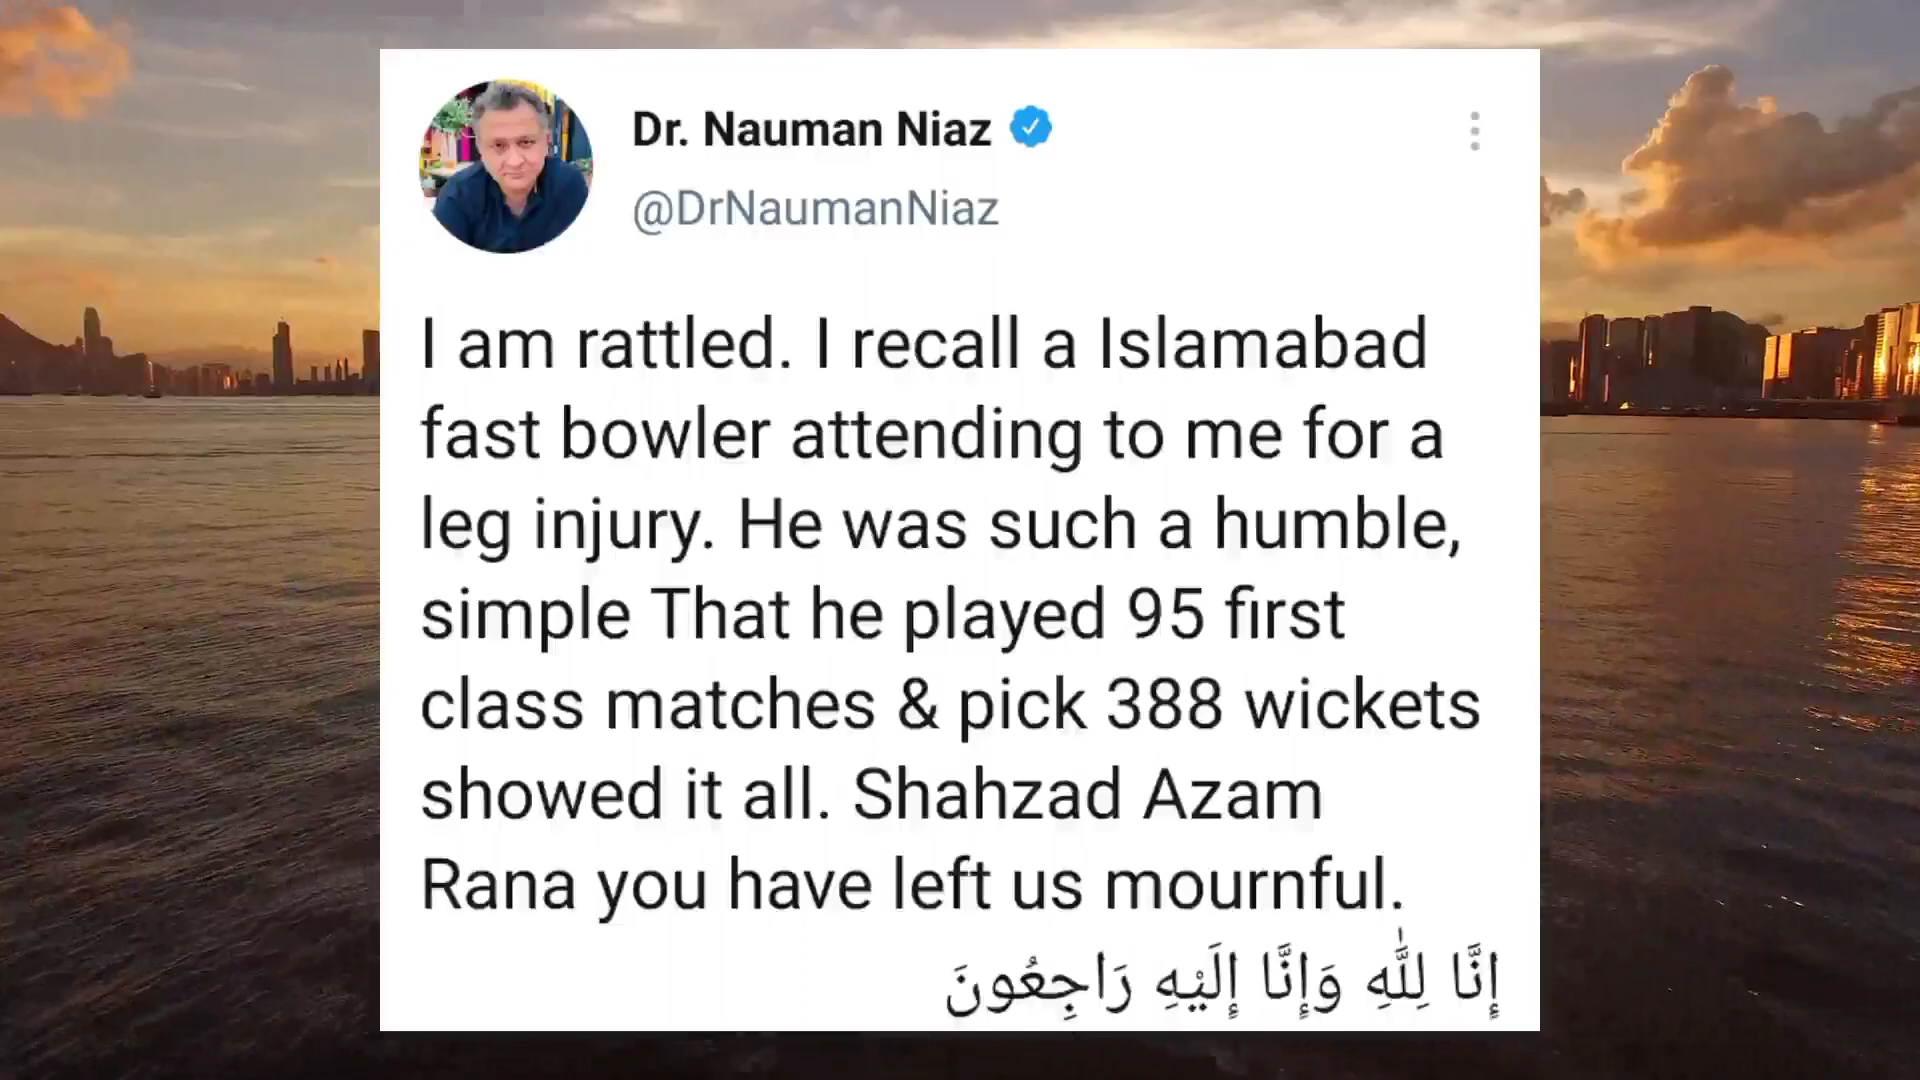 Dr. Nauman Niaz
@DrNaumanNiaz
I am rattled. I recall a Islamabad
fast bowler attending to me for a
leg injury. He was such a humble,
simple That he played 95 first
class matches & pick 388 wickets
showed it all. Shahzad Azam
Rana you have left us mournful.
إِنَّا لِلَّٰهِ وَإِنَّا إِلَيْهِ رَاجِعُونَ